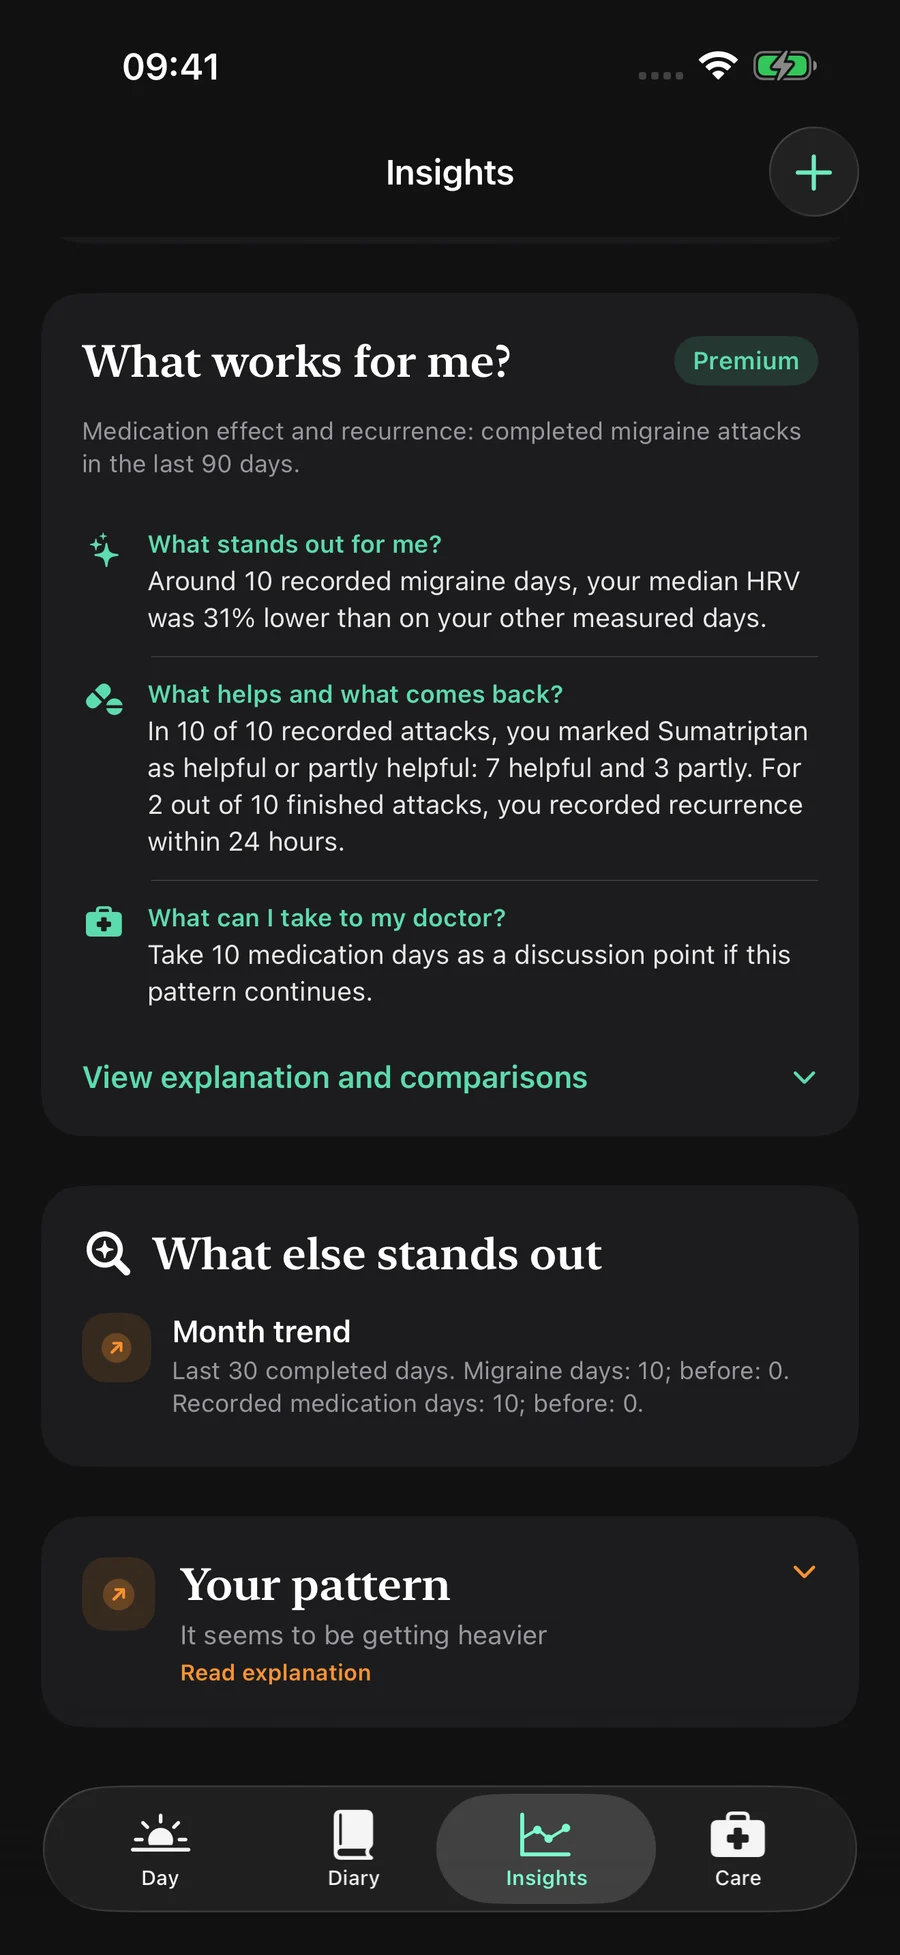 09:41
Insights
What works for me?
Premium
Medication effect and recurrence: completed migraine attacks
in the last 90 days.
What stands out for me?
Around 10 recorded migraine days, your median HRV
was 31% lower than on your other measured days.
What helps and what comes back?
In 10 of 10 recorded attacks, you marked Sumatriptan
as helpful or partly helpful: 7 helpful and 3 partly. For
2 out of 10 finished attacks, you recorded recurrence
within 24 hours.
What can I take to my doctor?
Take 10 medication days as a discussion point if this
pattern continues.
View explanation and comparisons
What else stands out
Month trend
Last 30 completed days. Migraine days: 10; before: 0.
Recorded medication days: 10; before: 0.
Your pattern
It seems to be getting heavier
Read explanation
Day
Diary
Insights
Care